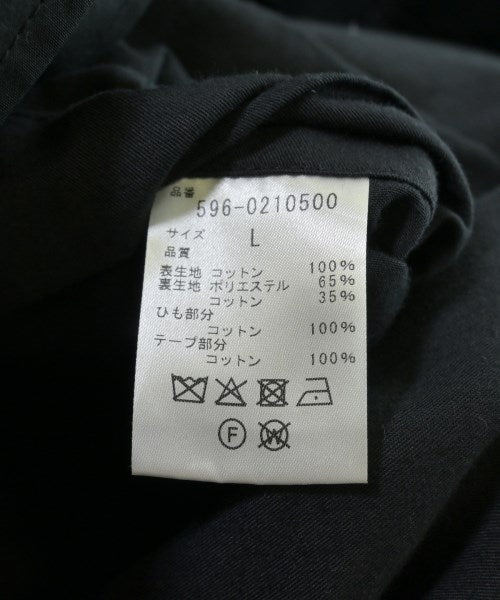 品番
596-0210500
サイズ L
品質
表生地 コットン 100%
裏生地 ポリエステル 65%
コットン 35%
ひも部分
コットン 100%
テープ部分
コットン 100%
F W